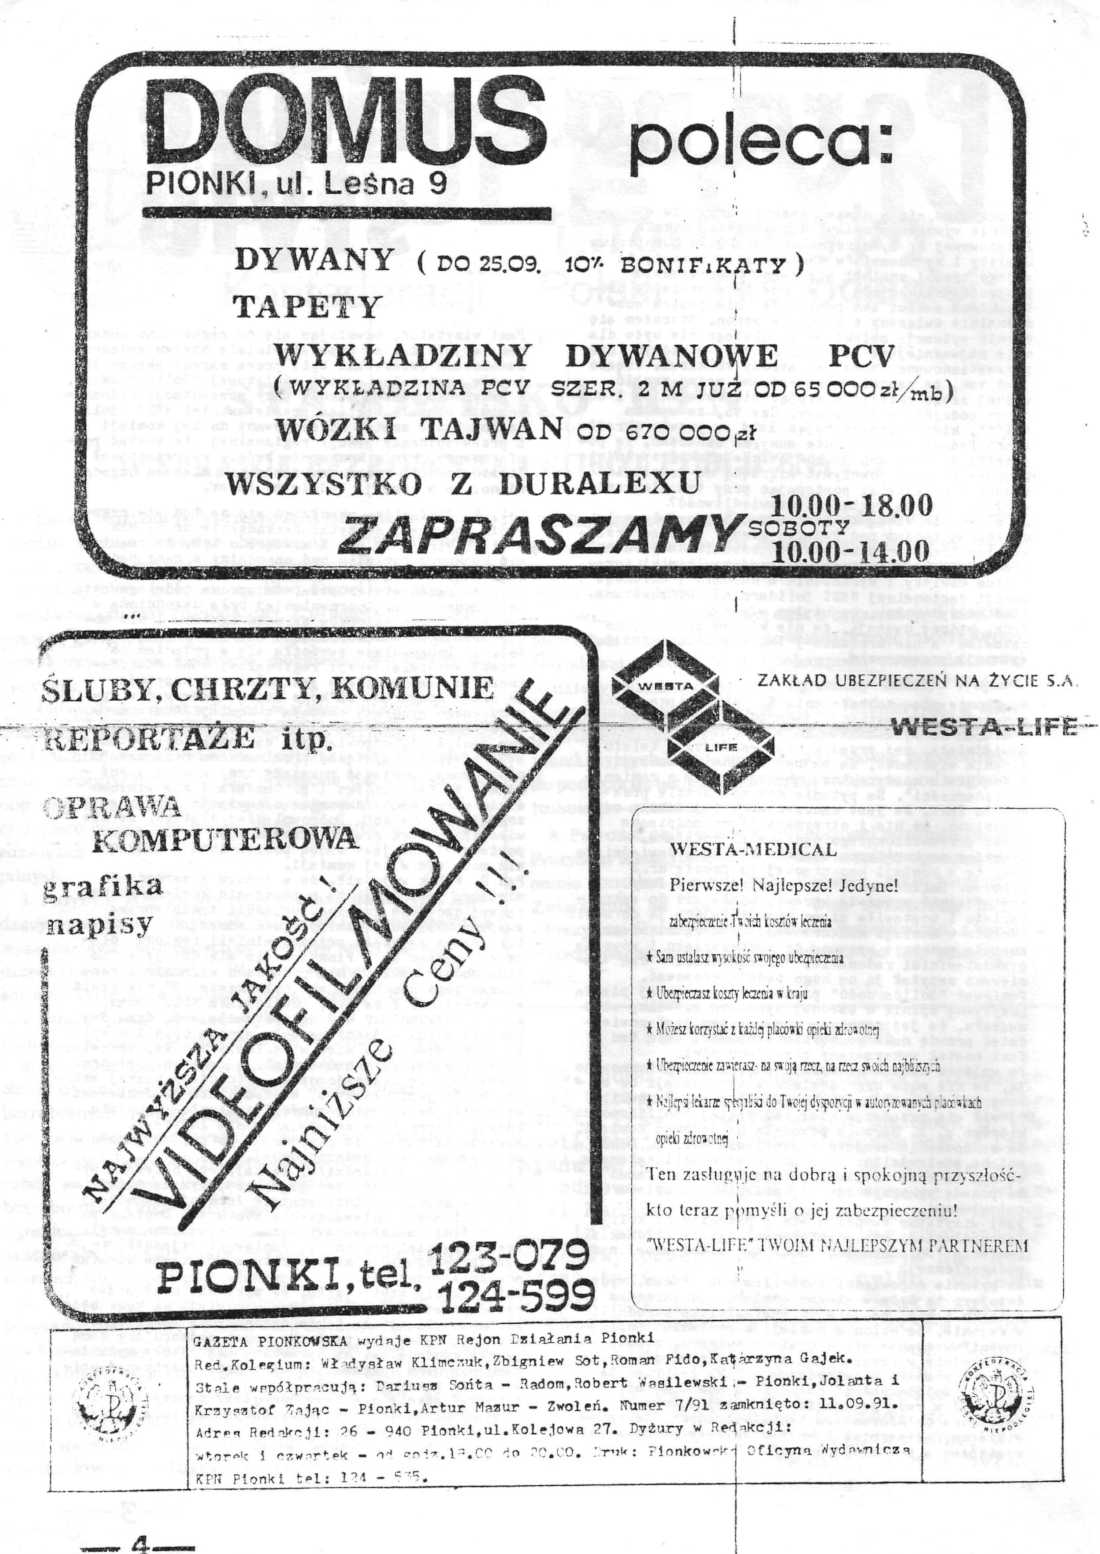 DOMUS poleca:
PIONKI, ul. Leśna 9
DYWANY (DO 25.09. 10% BONIFIKATY)
TAPETY
WYKŁADZINY DYWANOWE PCV
(WYKŁADZINA PCV SZER. 2 M JUŻ OD 65 000 zł/mb)
WÓZKI TAJWAN OD 670 000 zł
WSZYSTKO Z DURALEXU
ZAPRASZAMY
10.00-18.00
SOBOTY
10.00-14.00
ŚLUBY, CHRZTY, KOMUNIE
REPORTAŻE itp.
OPRAWA
KOMPUTEROWA
grafika
napisy
NAJWYŻSZA JAKOŚĆ!
VIDEOFILMOWANIE
Najniższe Ceny !!!
PIONKI, tel. 123-079
124-599
WESTA
LIFE
ZAKŁAD UBEZPIECZEŃ NA ŻYCIE S.A.
WESTA-LIFE
WESTA-MEDICAL
Pierwsze! Najlepsze! Jedyne!
zabezpieczenie Twoich kosztów leczenia
★ Sam ustalasz wysokość swojego ubezpieczenia
★ Ubezpieczasz koszty leczenia w kraju
★ Możesz korzystać z każdej placówki opieki zdrowotnej
★ Ubezpieczenie zawierasz- na swoją rzecz, na rzecz swoich najbliższych
★ Najlepsi lekarze specjaliści do Twojej dyspozycji w autoryzowanych placówkach
opieki zdrowotnej
Ten zasługuje na dobrą i spokojną przyszłość-
kto teraz pomyśli o jej zabezpieczeniu!
"WESTA-LIFE" TWOIM NAJLEPSZYM PARTNEREM
GAZETA PIONKOWSKA wydaje KPN Rejon Działania Pionki
Red.Kolegium: Władysław Klimczuk,Zbigniew Sot,Roman Fido,Katarzyna Gajek.
Stale współpracują: Dariusz Sońta - Radom,Robert Wasilewski - Pionki,Jolanta i
Krzysztof Zając - Pionki,Artur Mazur - Zwoleń. Numer 7/91 zamknięto: 11.09.91.
Adres Redakcji: 26 - 940 Pionki,ul.Kolejowa 27. Dyżury w Redakcji:
wtorek i czwartek - od godz. do 20.00. Druk: Pionkowska Oficyna Wydawnicza
KPN Pionki tel: 124 -
— 4 —